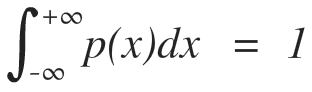 ∫_{-∞}^{+∞} p(x)dx = 1